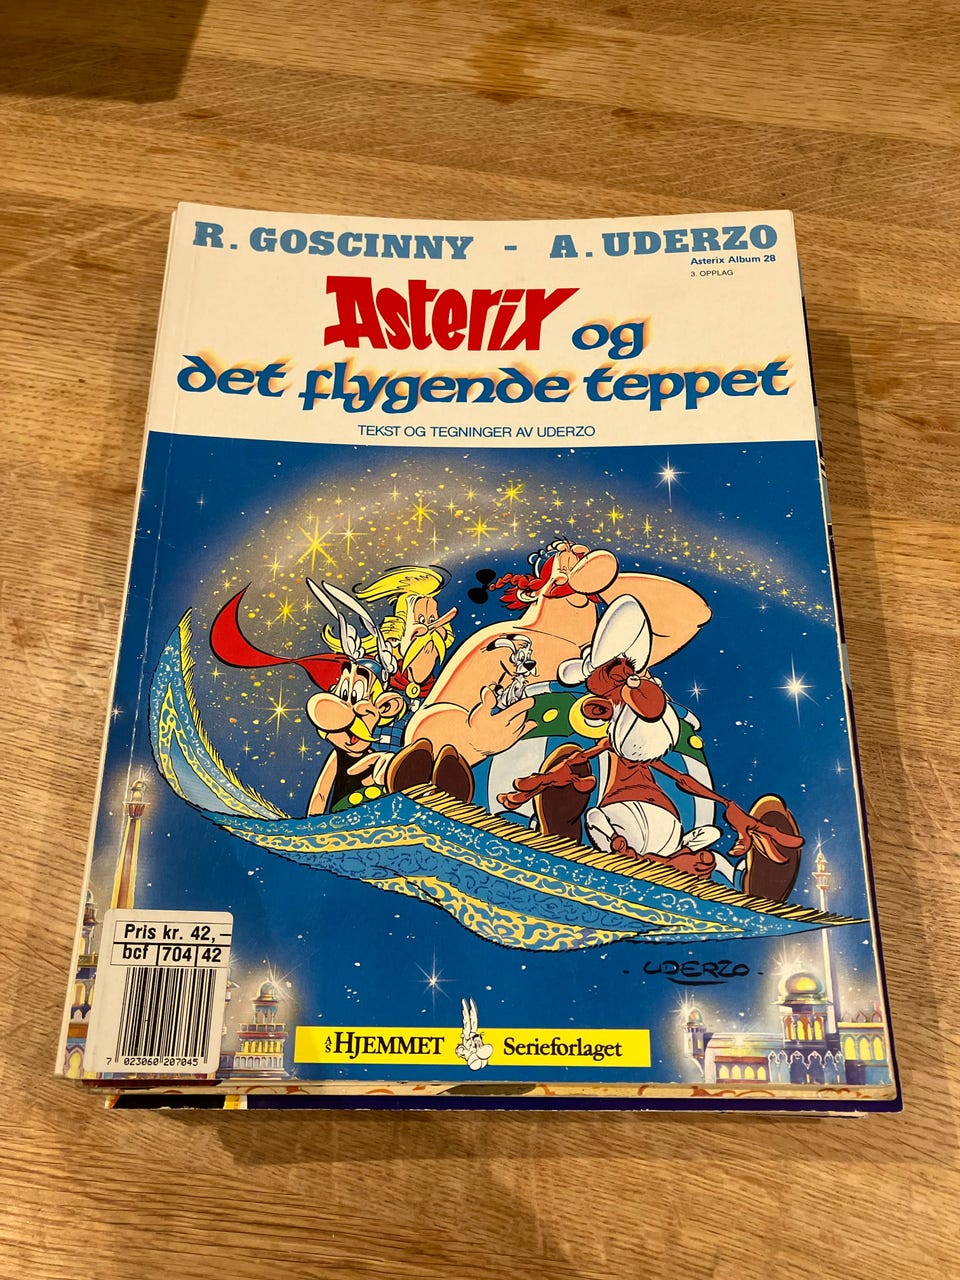 R. GOSCINNY - A. UDERZO
Asterix Album 28
3. OPPLAG
Asterix og
det flygende teppet
TEKST OG TEGNINGER AV UDERZO
- UDERZO -
Pris kr. 42,-
bcf 704 42
7 023060 207045
A/S HJEMMET Serieforlaget